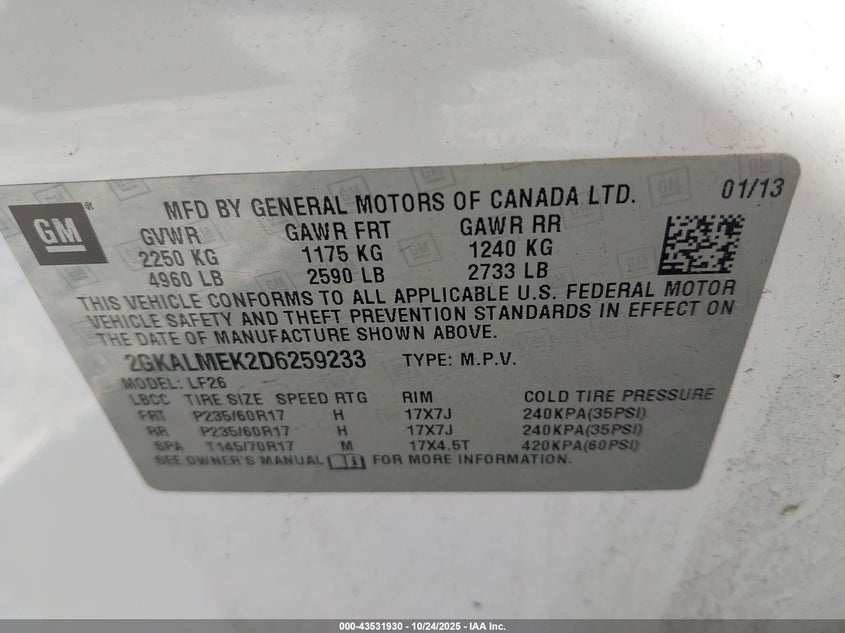 GM
MFD BY GENERAL MOTORS OF CANADA LTD. 01/13
GVWR GAWR FRT GAWR RR
2250 KG 1175 KG 1240 KG
4960 LB 2590 LB 2733 LB
THIS VEHICLE CONFORMS TO ALL APPLICABLE U.S. FEDERAL MOTOR
VEHICLE SAFETY AND THEFT PREVENTION STANDARDS IN EFFECT ON
THE DATE OF MANUFACTURE SHOWN ABOVE.
2GKALMEK2D6259233 TYPE: M.P.V.
MODEL: LF26
LBCC TIRE SIZE SPEED RTG RIM COLD TIRE PRESSURE
FRT P235/60R17 H 17X7J 240KPA(35PSI)
RR P235/60R17 H 17X7J 240KPA(35PSI)
SPA T145/70R17 M 17X4.5T 420KPA(60PSI)
SEE OWNER'S MANUAL FOR MORE INFORMATION.
000-43531930 - 10/24/2025 - IAA Inc.